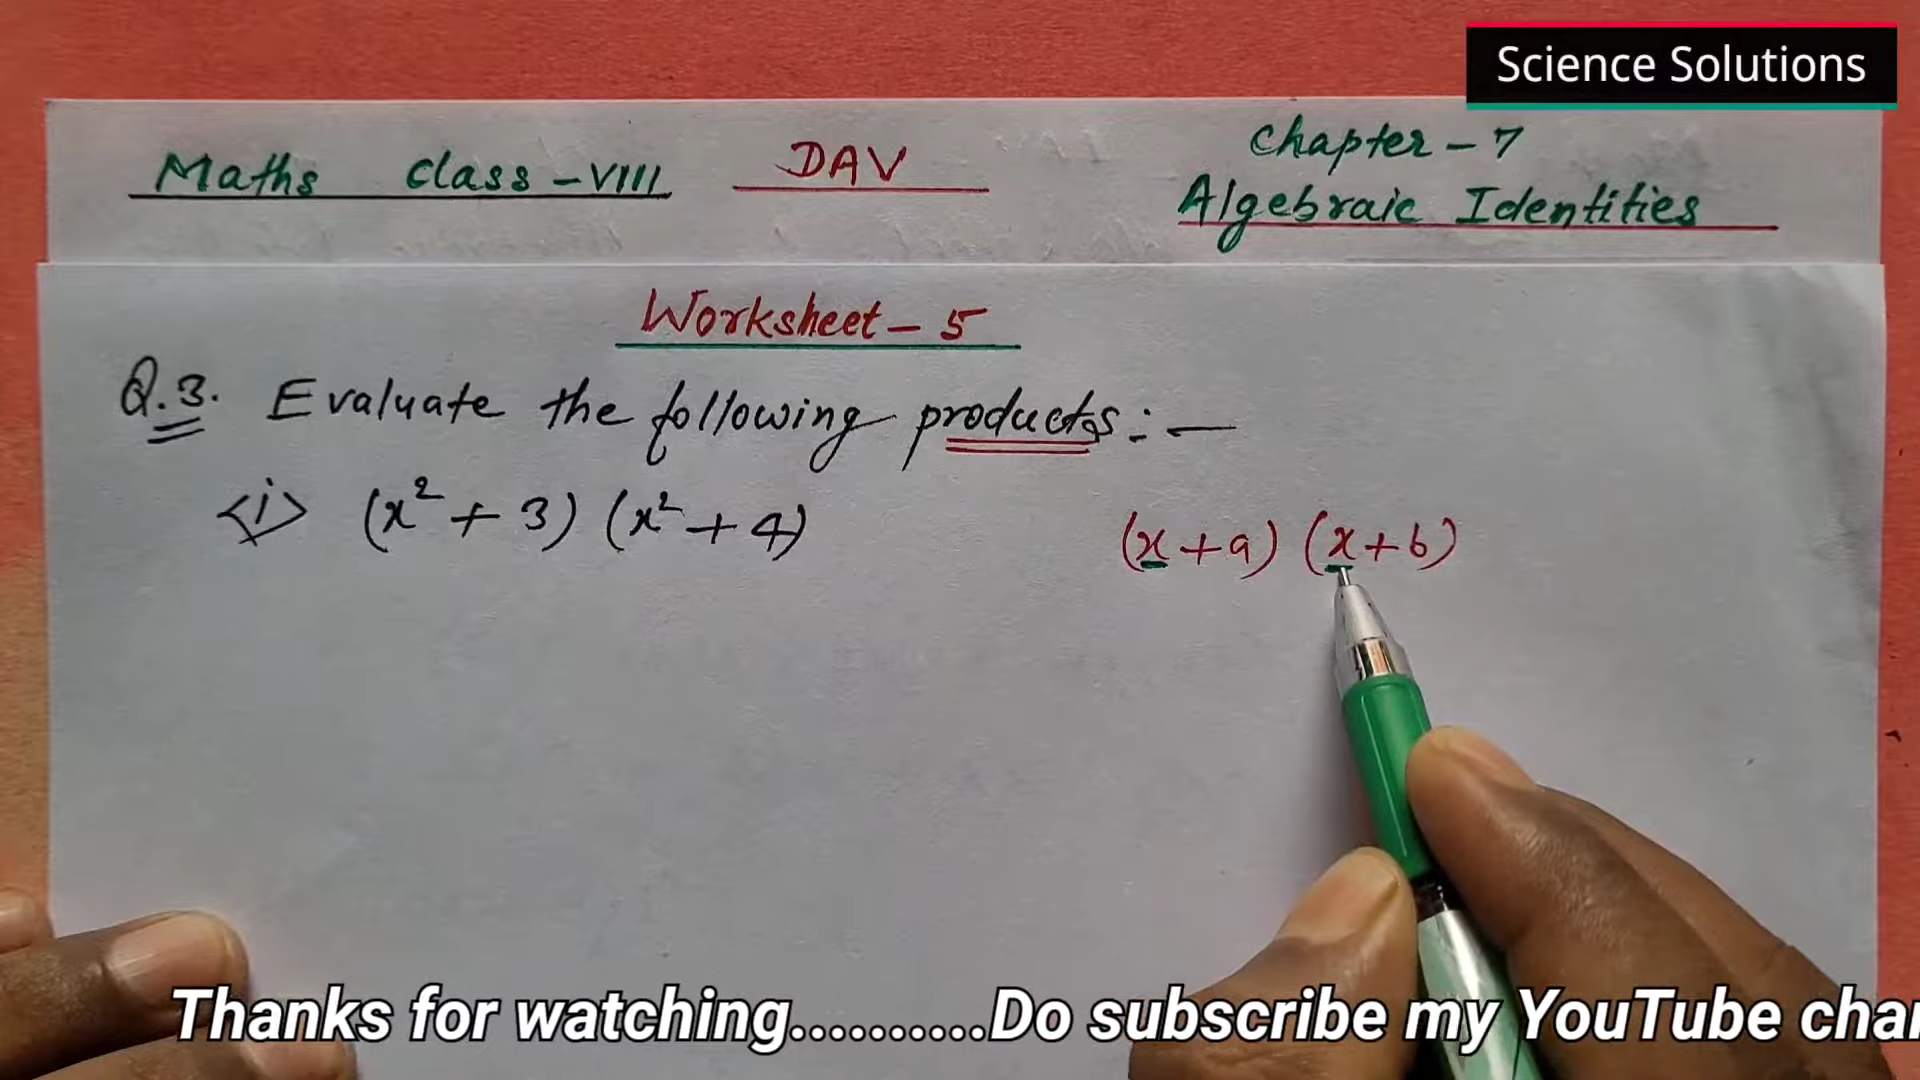 Science Solutions
Maths class-VIII DAV Chapter-7
Algebraic Identities
Worksheet-5
Q.3. Evaluate the following products:—
<i> (x² + 3) (x² + 4)
(x + a) (x + b)
Thanks for watching..........Do subscribe my YouTube chan